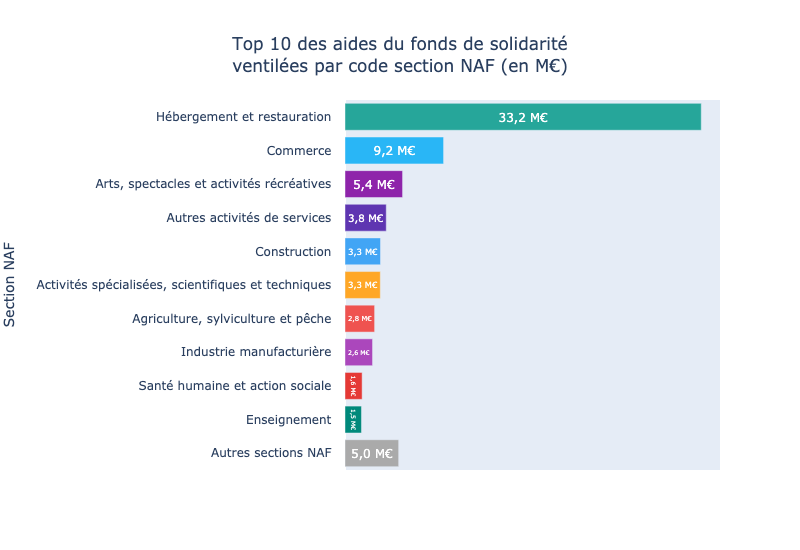 Top 10 des aides du fonds de solidarité
ventilées par code section NAF (en M€)
Section NAF
Hébergement et restauration 33,2 M€
Commerce 9,2 M€
Arts, spectacles et activités récréatives 5,4 M€
Autres activités de services 3,8 M€
Construction 3,3 M€
Activités spécialisées, scientifiques et techniques 3,3 M€
Agriculture, sylviculture et pêche 2,8 M€
Industrie manufacturière 2,6 M€
Santé humaine et action sociale 1,6 M€
Enseignement 1,5 M€
Autres sections NAF 5,0 M€